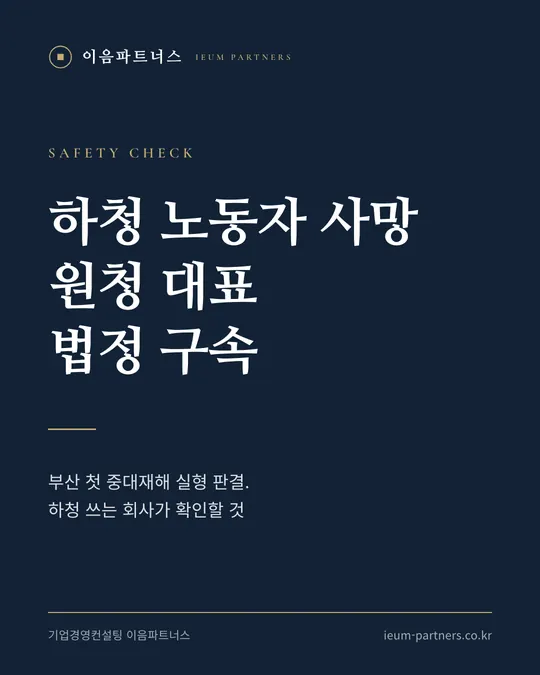 이음파트너스 IEUM PARTNERS
SAFETY CHECK
하청 노동자 사망
원청 대표
법정 구속
부산 첫 중대재해 실형 판결.
하청 쓰는 회사가 확인할 것
기업경영컨설팅 이음파트너스 ieum-partners.co.kr